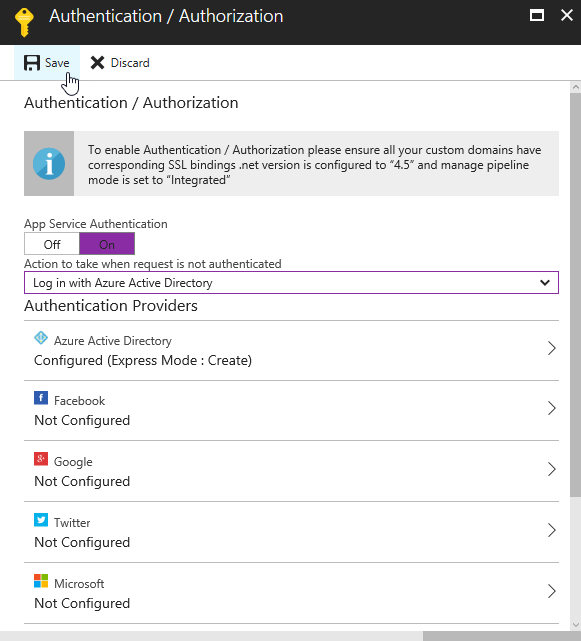 Authentication / Authorization
Save
Discard
Authentication / Authorization
To enable Authentication / Authorization please ensure all your custom domains have
corresponding SSL bindings .net version is configured to “4.5” and manage pipeline
mode is set to “Integrated”
App Service Authentication
Off
On
Action to take when request is not authenticated
Log in with Azure Active Directory
Authentication Providers
Azure Active Directory
Configured (Express Mode : Create)
Facebook
Not Configured
Google
Not Configured
Twitter
Not Configured
Microsoft
Not Configured